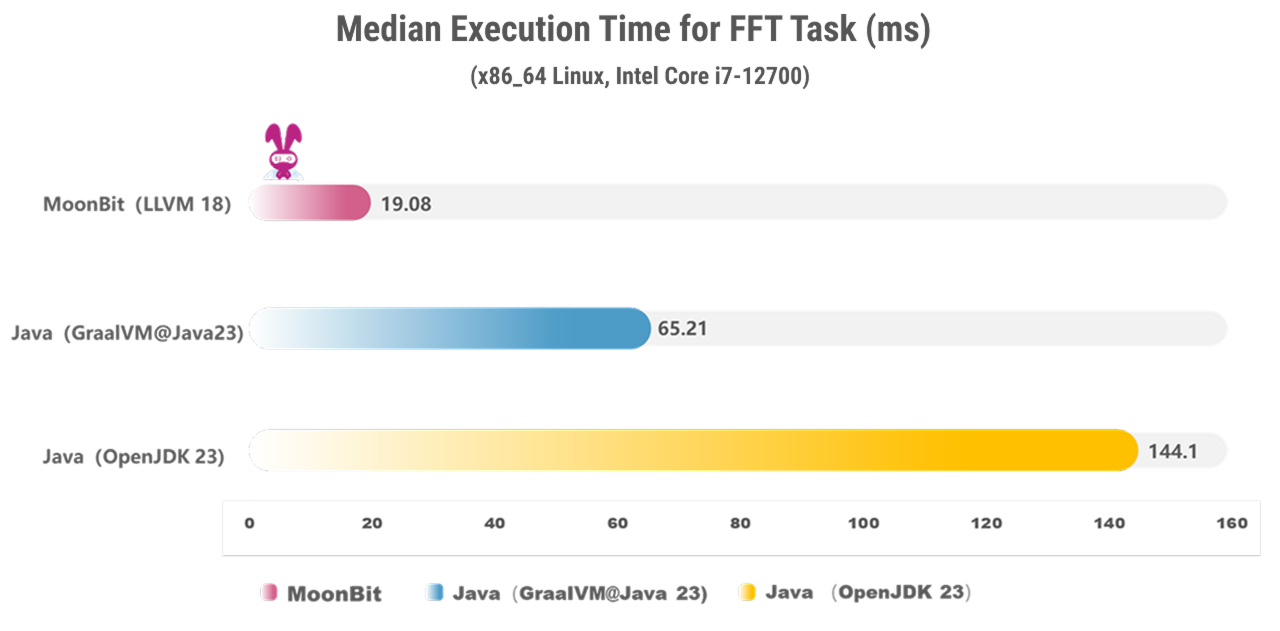 Median Execution Time for FFT Task (ms)
(x86_64 Linux, Intel Core i7-12700)
MoonBit (LLVM 18) 19.08
Java (GraalVM@Java23) 65.21
Java (OpenJDK 23) 144.1
0 20 40 60 80 100 120 140 160
MoonBit Java (GraalVM@Java 23) Java (OpenJDK 23)